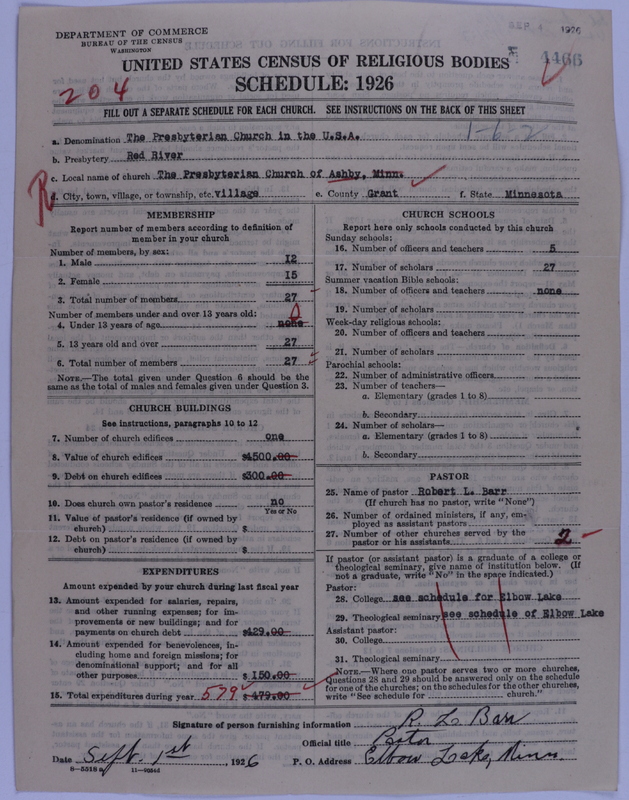 DEPARTMENT OF COMMERCE
BUREAU OF THE CENSUS
WASHINGTON
SEP 1926
4466
UNITED STATES CENSUS OF RELIGIOUS BODIES
SCHEDULE: 1926
204
FILL OUT A SEPARATE SCHEDULE FOR EACH CHURCH. SEE INSTRUCTIONS ON THE BACK OF THIS SHEET
a. Denomination The Presbyterian Church in the U.S.A. 1-6-2
b. Presbytery Red River
c. Local name of church The Presbyterian Church of Ashby, Minn.
R
d. City, town, village, or township, etc. village e. County Grant f. State Minnesota
MEMBERSHIP
Report number of members according to definition of
member in your church
Number of members, by sex:
1. Male 12
2. Female 15
3. Total number of members 27
Number of members under and over 13 years old:
4. Under 13 years of age none 0
5. 13 years old and over 27
6. Total number of members 27
NOTE.—The total given under Question 6 should be the
same as the total of males and females given under Question 3.
CHURCH BUILDINGS
See instructions, paragraphs 10 to 12
7. Number of church edifices one
8. Value of church edifices $4500.00
9. Debt on church edifices $300.00
10. Does church own pastor's residence no
Yes or No
11. Value of pastor's residence (if owned by
church) $
12. Debt on pastor's residence (if owned by
church) $
EXPENDITURES
Amount expended by your church during last fiscal year
13. Amount expended for salaries, repairs,
and other running expenses; for im-
provements or new buildings; and for
payments on church debt $429.00
14. Amount expended for benevolences, in-
cluding home and foreign missions; for
denominational support; and for all
other purposes $150.00
15. Total expenditures during year 579 $479.00
CHURCH SCHOOLS
Report here only schools conducted by this church
Sunday schools:
16. Number of officers and teachers 5
17. Number of scholars 27
Summer vacation Bible schools:
18. Number of officers and teachers none
19. Number of scholars
Week-day religious schools:
20. Number of officers and teachers
21. Number of scholars
Parochial schools:
22. Number of administrative officers
23. Number of teachers—
a. Elementary (grades 1 to 8)
b. Secondary
24. Number of scholars—
a. Elementary (grades 1 to 8)
b. Secondary
PASTOR
25. Name of pastor Robert L. Barr
(If church has no pastor, write "None")
26. Number of ordained ministers, if any, em-
ployed as assistant pastors
27. Number of other churches served by the
pastor or his assistants 2
If pastor (or assistant pastor) is a graduate of a college or
theological seminary, give name of institution below. (If
not a graduate, write "No" in the space indicated.)
Pastor:
28. College see schedule for Elbow Lake
29. Theological seminary see schedule of Elbow Lake
Assistant pastor:
30. College
31. Theological seminary
NOTE.—Where one pastor serves two or more churches,
Questions 28 and 29 should be answered only on the schedule
for one of the churches; on the schedules for the other churches,
write "See schedule for church."
Signature of person furnishing information R L Barr
Official title Pastor
Date Sept. 1st, 1926 P. O. Address Elbow Lake, Minn.
8-5518 a 11-9054d